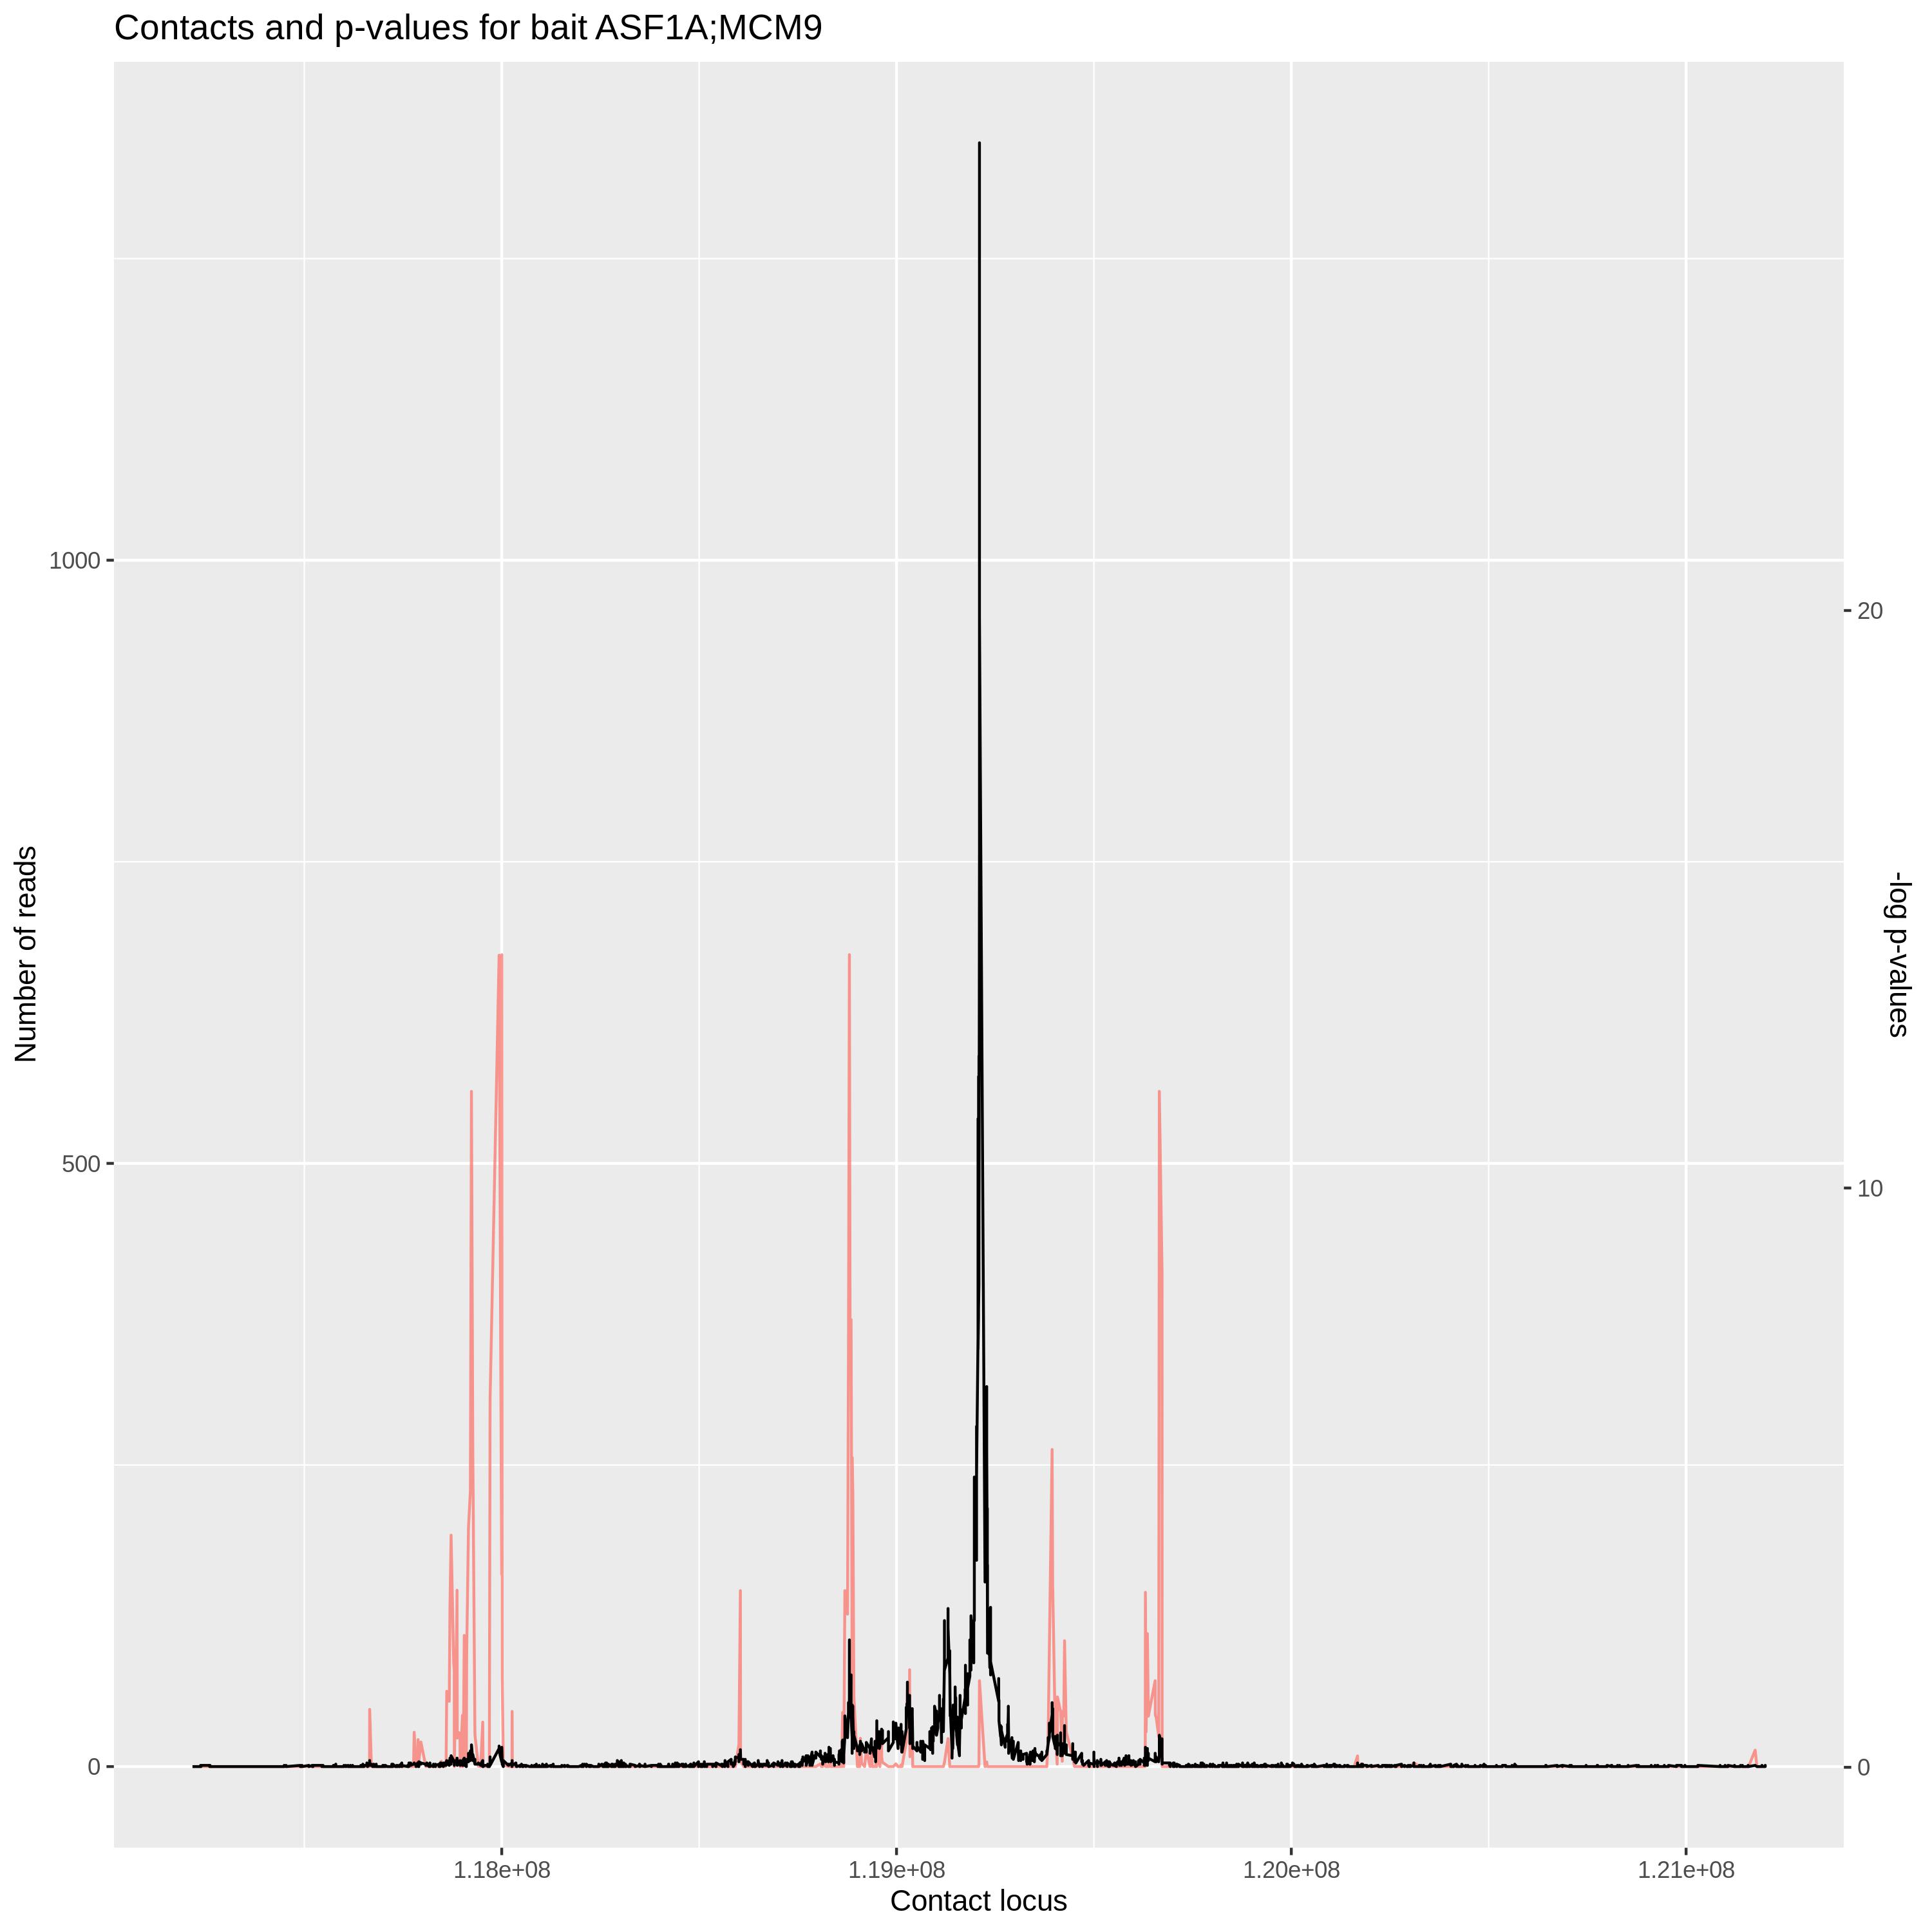 Contacts and p-values for bait ASF1A;MCM9
Number of reads
1000
500
0
-log p-values
20
10
0
1.18e+08
1.19e+08
1.20e+08
1.21e+08
Contact locus